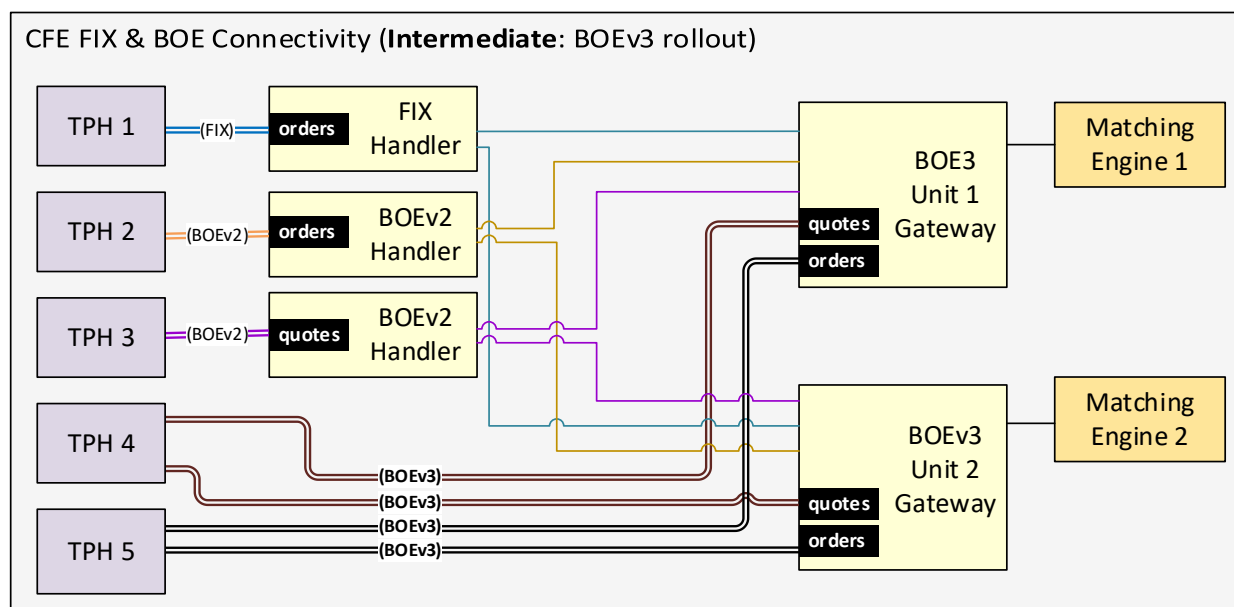 CFE FIX & BOE Connectivity (Intermediate: BOEv3 rollout)
TPH 1
(FIX)
orders
FIX
Handler
BOE3
Unit 1
Gateway
quotes
orders
Matching
Engine 1
TPH 2
(BOEv2)
orders
BOEv2
Handler
TPH 3
(BOEv2)
quotes
BOEv2
Handler
TPH 4
(BOEv3)
(BOEv3)
BOEv3
Unit 2
Gateway
quotes
orders
Matching
Engine 2
TPH 5
(BOEv3)
(BOEv3)